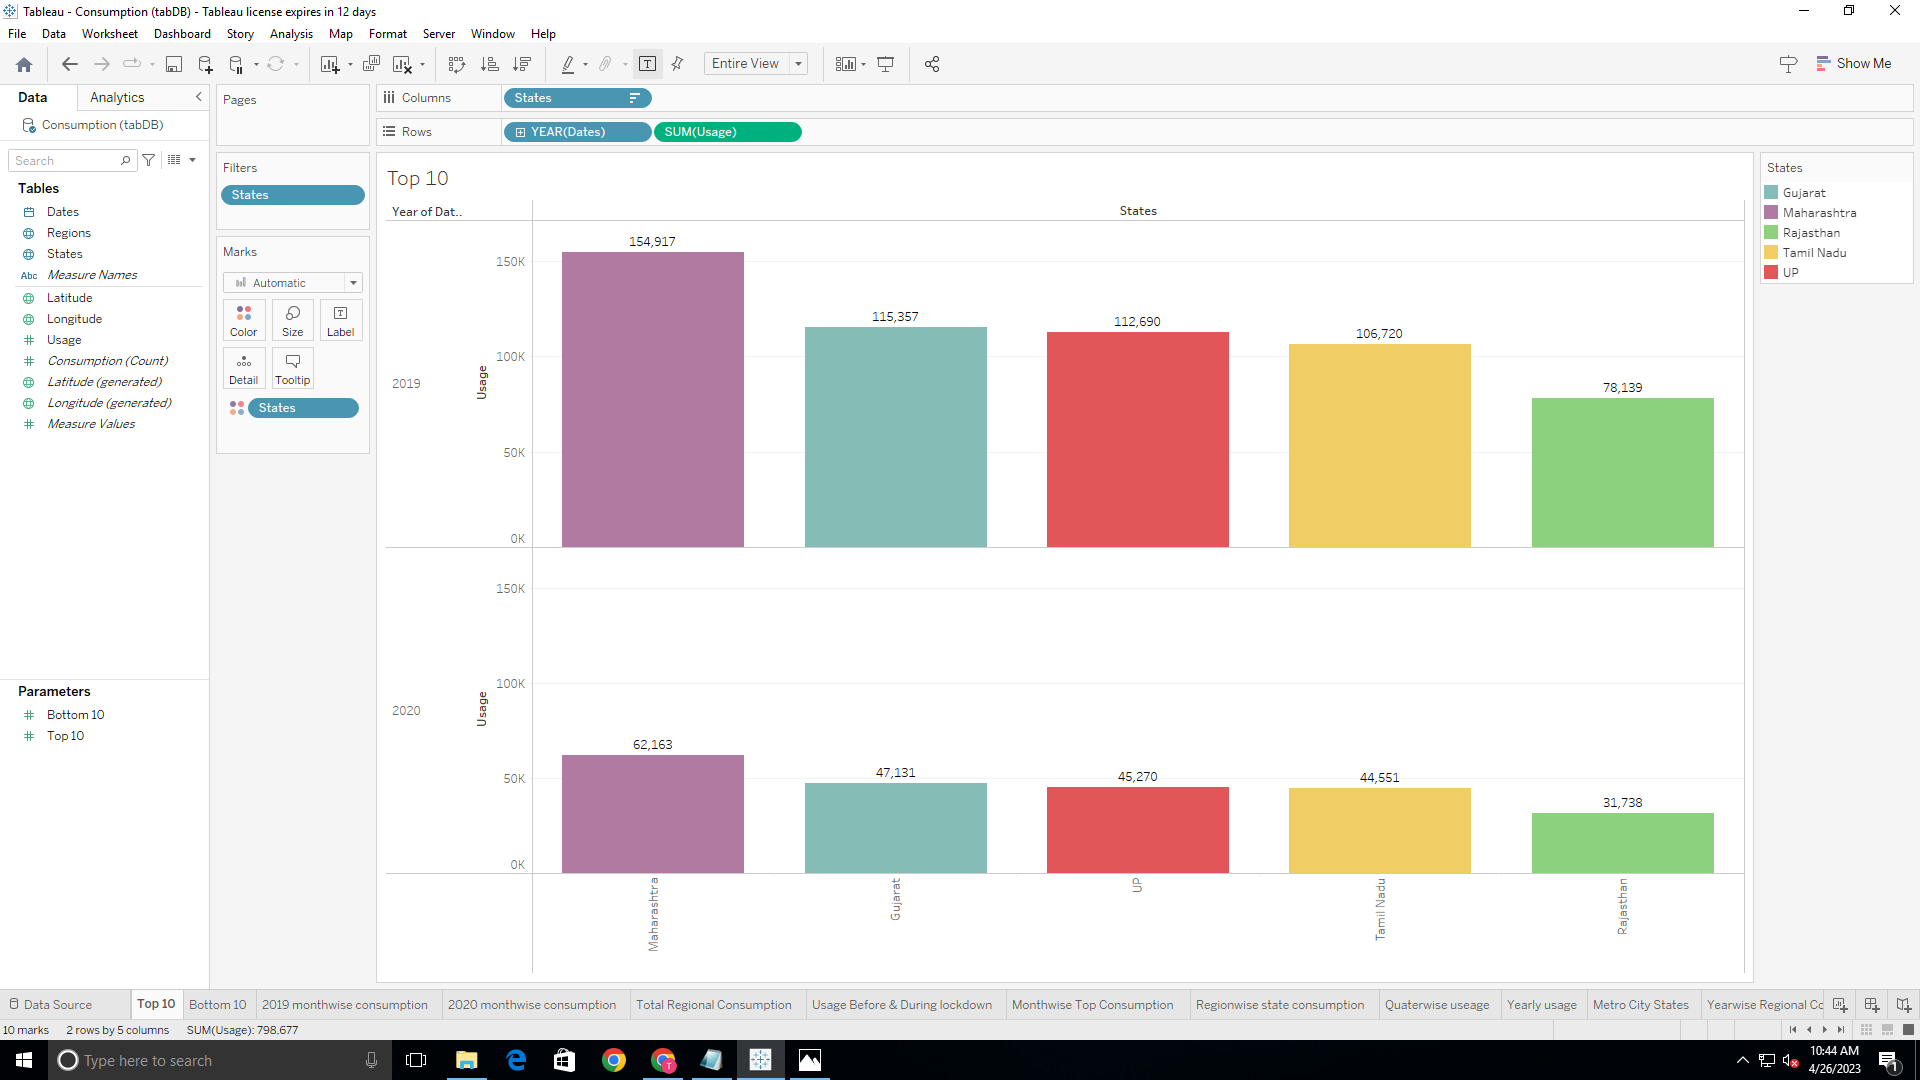 Tableau - Consumption (tabDB) - Tableau license expires in 12 days
File Data Worksheet Dashboard Story Analysis Map Format Server Window Help
Entire View
Show Me
Data Analytics
Consumption (tabDB)
Search
Tables
Dates
Regions
States
Abc Measure Names
Latitude
Longitude
Usage
Consumption (Count)
Latitude (generated)
Longitude (generated)
Measure Values
Parameters
Bottom 10
Top 10
Pages
Filters
States
Marks
Automatic
Color Size Label
Detail Tooltip
States
Columns States
Rows YEAR(Dates) SUM(Usage)
Top 10
Year of Dat.. States
2019
Usage
150K
100K
50K
0K
154,917
115,357
112,690
106,720
78,139
2020
Usage
150K
100K
50K
0K
62,163
47,131
45,270
44,551
31,738
Maharashtra
Gujarat
UP
Tamil Nadu
Rajasthan
States
Gujarat
Maharashtra
Rajasthan
Tamil Nadu
UP
Data Source Top 10 Bottom 10 2019 monthwise consumption 2020 monthwise consumption Total Regional Consumption Usage Before & During lockdown Monthwise Top Consumption Regionwise state consumption Quaterwise useage Yearly usage Metro City States Yearwise Regional Co
10 marks 2 rows by 5 columns SUM(Usage): 798,677
Type here to search
10:44 AM
4/26/2023
1